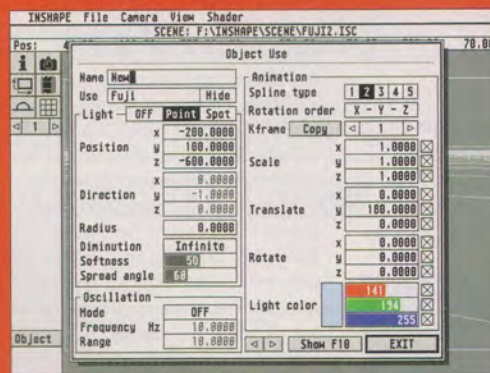 INSHAPE File Camera View Shader
SCENE: F:\INSHAPE\SCENE\FUJI2.ISC
Pos: 70.00
Object Use
Name New
Use Fuji Hide
Light OFF Point Spot
Position x -200.0000
y 100.0000
z -600.0000
Direction x 0.0000
y -1.0000
z 0.0000
Radius 0.0000
Diminution Infinite
Softness 50
Spread angle 60
Oscillation
Mode OFF
Frequency Hz 10.0000
Range 10.0000
Animation
Spline type 1 2 3 4 5
Rotation order X - Y - Z
Kframe Copy 1
Scale x 1.0000
y 1.0000
z 1.0000
Translate x 0.0000
y 180.0000
z 0.0000
Rotate x 0.0000
y 0.0000
z 0.0000
Light color 141
194
255
Show F10 EXIT
1
Object